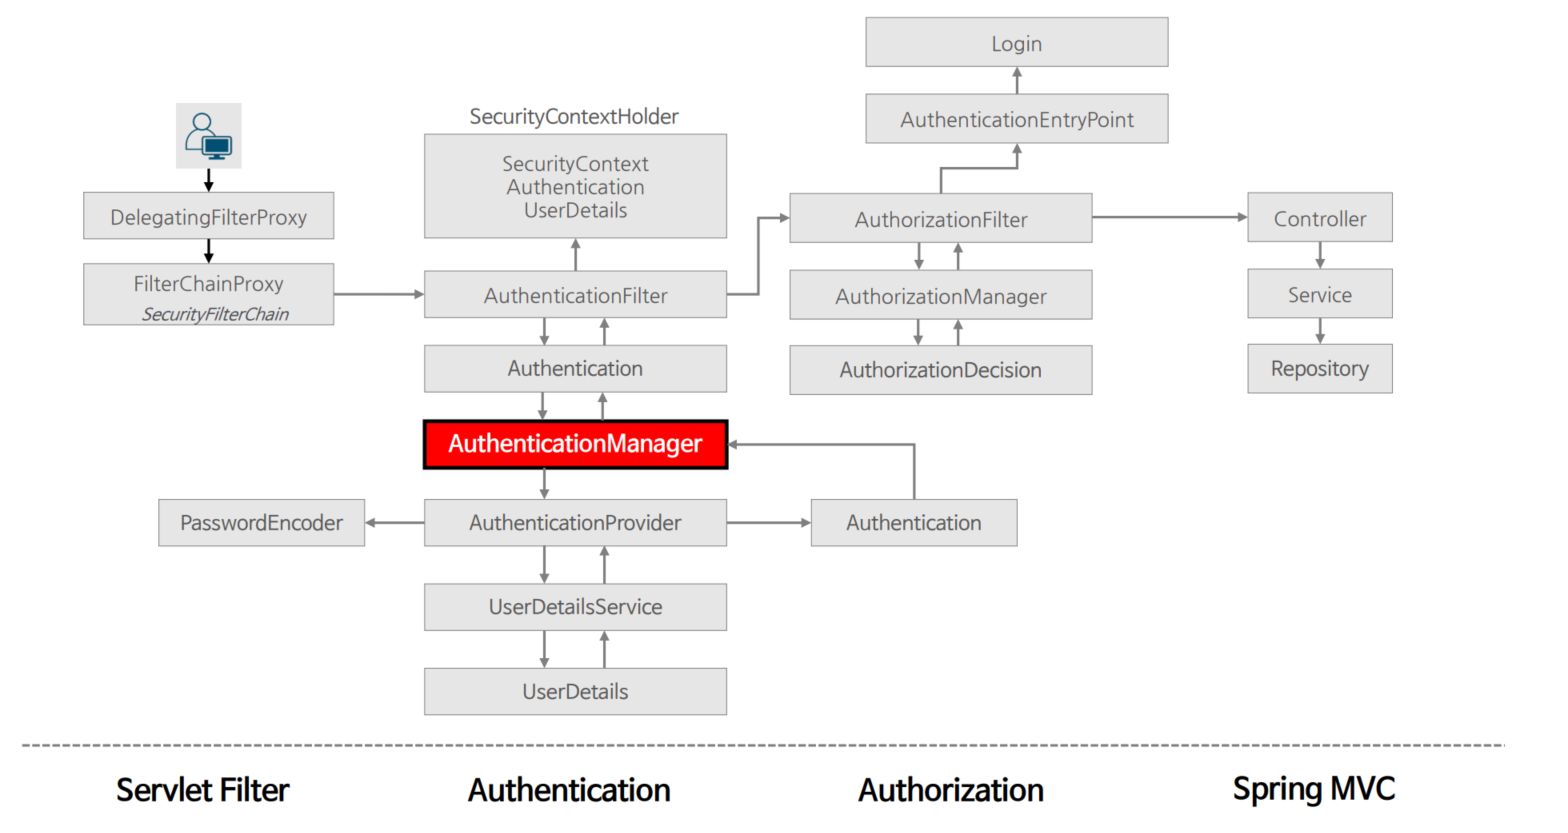 Login
AuthenticationEntryPoint
SecurityContextHolder
SecurityContext
Authentication
UserDetails
DelegatingFilterProxy
AuthorizationFilter
Controller
FilterChainProxy
SecurityFilterChain
AuthenticationFilter
AuthorizationManager
Service
Authentication
AuthorizationDecision
Repository
AuthenticationManager
PasswordEncoder
AuthenticationProvider
Authentication
UserDetailsService
UserDetails
Servlet Filter
Authentication
Authorization
Spring MVC